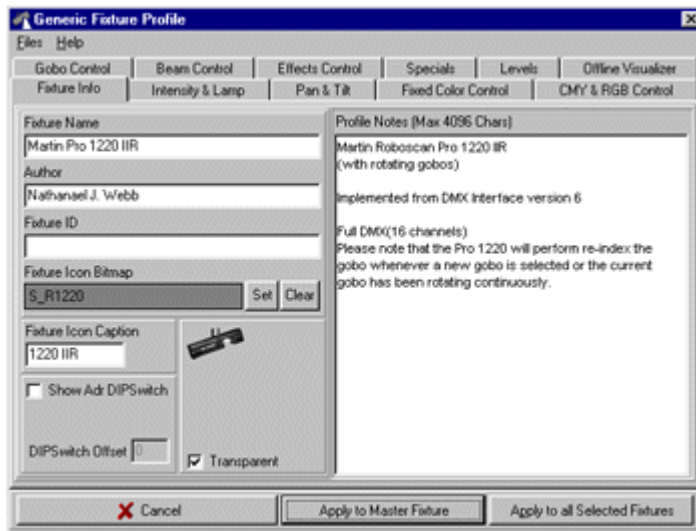 Generic Fixture Profile
Files Help
Gobo Control Beam Control Effects Control Specials Levels Offline Visualizer
Fixture Info Intensity & Lamp Pan & Tilt Fixed Color Control CMY & RGB Control
Fixture Name
Martin Pro 1220 IIR
Author
Nathanael J. Webb
Fixture ID
Fixture Icon Bitmap
S_R1220
Set Clear
Fixture Icon Caption
1220 IIR
Show Adr DIPSwitch
DIPSwitch Offset 0
Transparent
Profile Notes (Max 4096 Chars)
Martin Roboscan Pro 1220 IIR
(with rotating gobos)
Implemented from DMX Interface version 6
Full DMX(16 channels)
Please note that the Pro 1220 will perform re-index the
gobo whenever a new gobo is selected or the current
gobo has been rotating continuously.
Cancel Apply to Master Fixture Apply to all Selected Fixtures